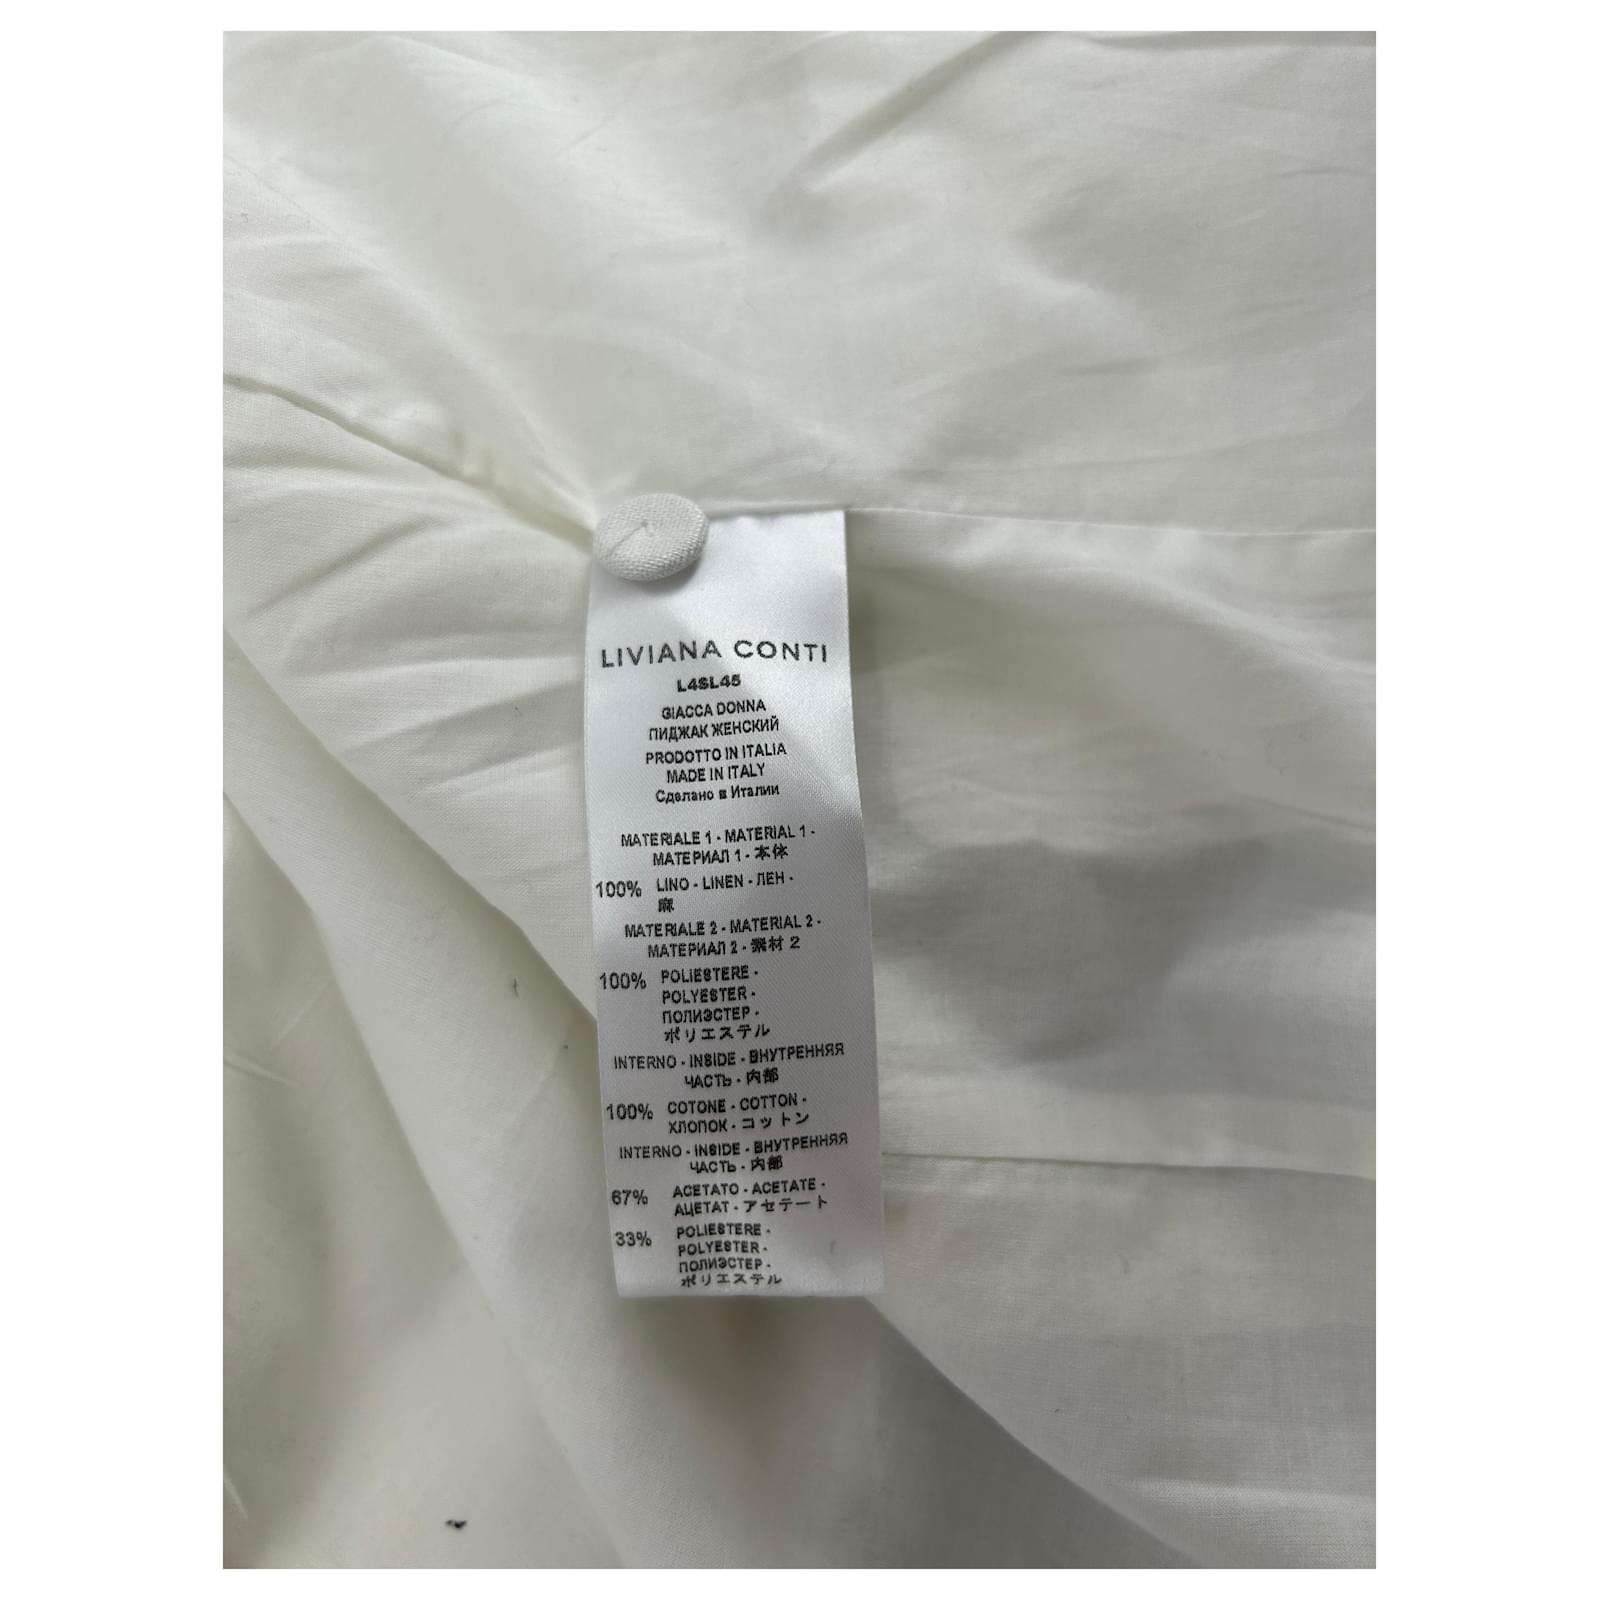 LIVIANA CONTI
L4SL45
GIACCA DONNA
ПИДЖАК ЖЕНСКИЙ
PRODOTTO IN ITALIA
MADE IN ITALY
Сделано в Италии
MATERIALE 1 - MATERIAL 1 -
МАТЕРИАЛ 1 - 本体
100% LINO - LINEN - ЛЕН -
麻
MATERIALE 2 - MATERIAL 2 -
МАТЕРИАЛ 2 - 素材 2
100% POLIESTERE -
POLYESTER -
ПОЛИЭСТЕР -
ポリエステル
INTERNO - INSIDE - ВНУТРЕННЯЯ
ЧАСТЬ - 内部
100% COTONE - COTTON -
ХЛОПОК - コットン
INTERNO - INSIDE - ВНУТРЕННЯЯ
ЧАСТЬ - 内部
67% ACETATO - ACETATE -
АЦЕТАТ - アセテート
33% POLIESTERE -
POLYESTER -
ПОЛИЭСТЕР -
ポリエステル